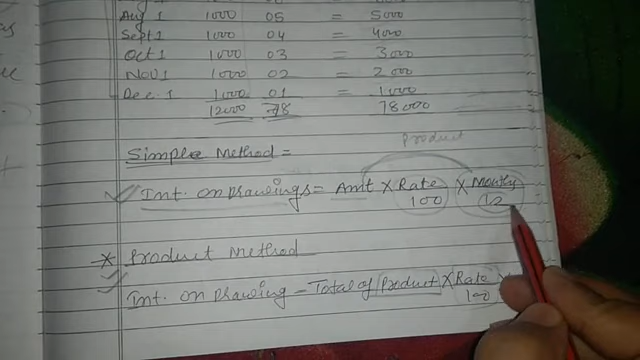 Aug 1 1000 05 = 5000
Sept 1 1000 04 = 4000
Oct 1 1000 03 = 3000
Nov 1 1000 02 = 2000
Dec. 1 1000 01 = 1000
12000 78 78000
Product
Simple Method =
Int. on Drawings = Amt × Rate/100 × Months/12
* Product Method
Int. on Drawing = Total of Product × Rate/100 ×